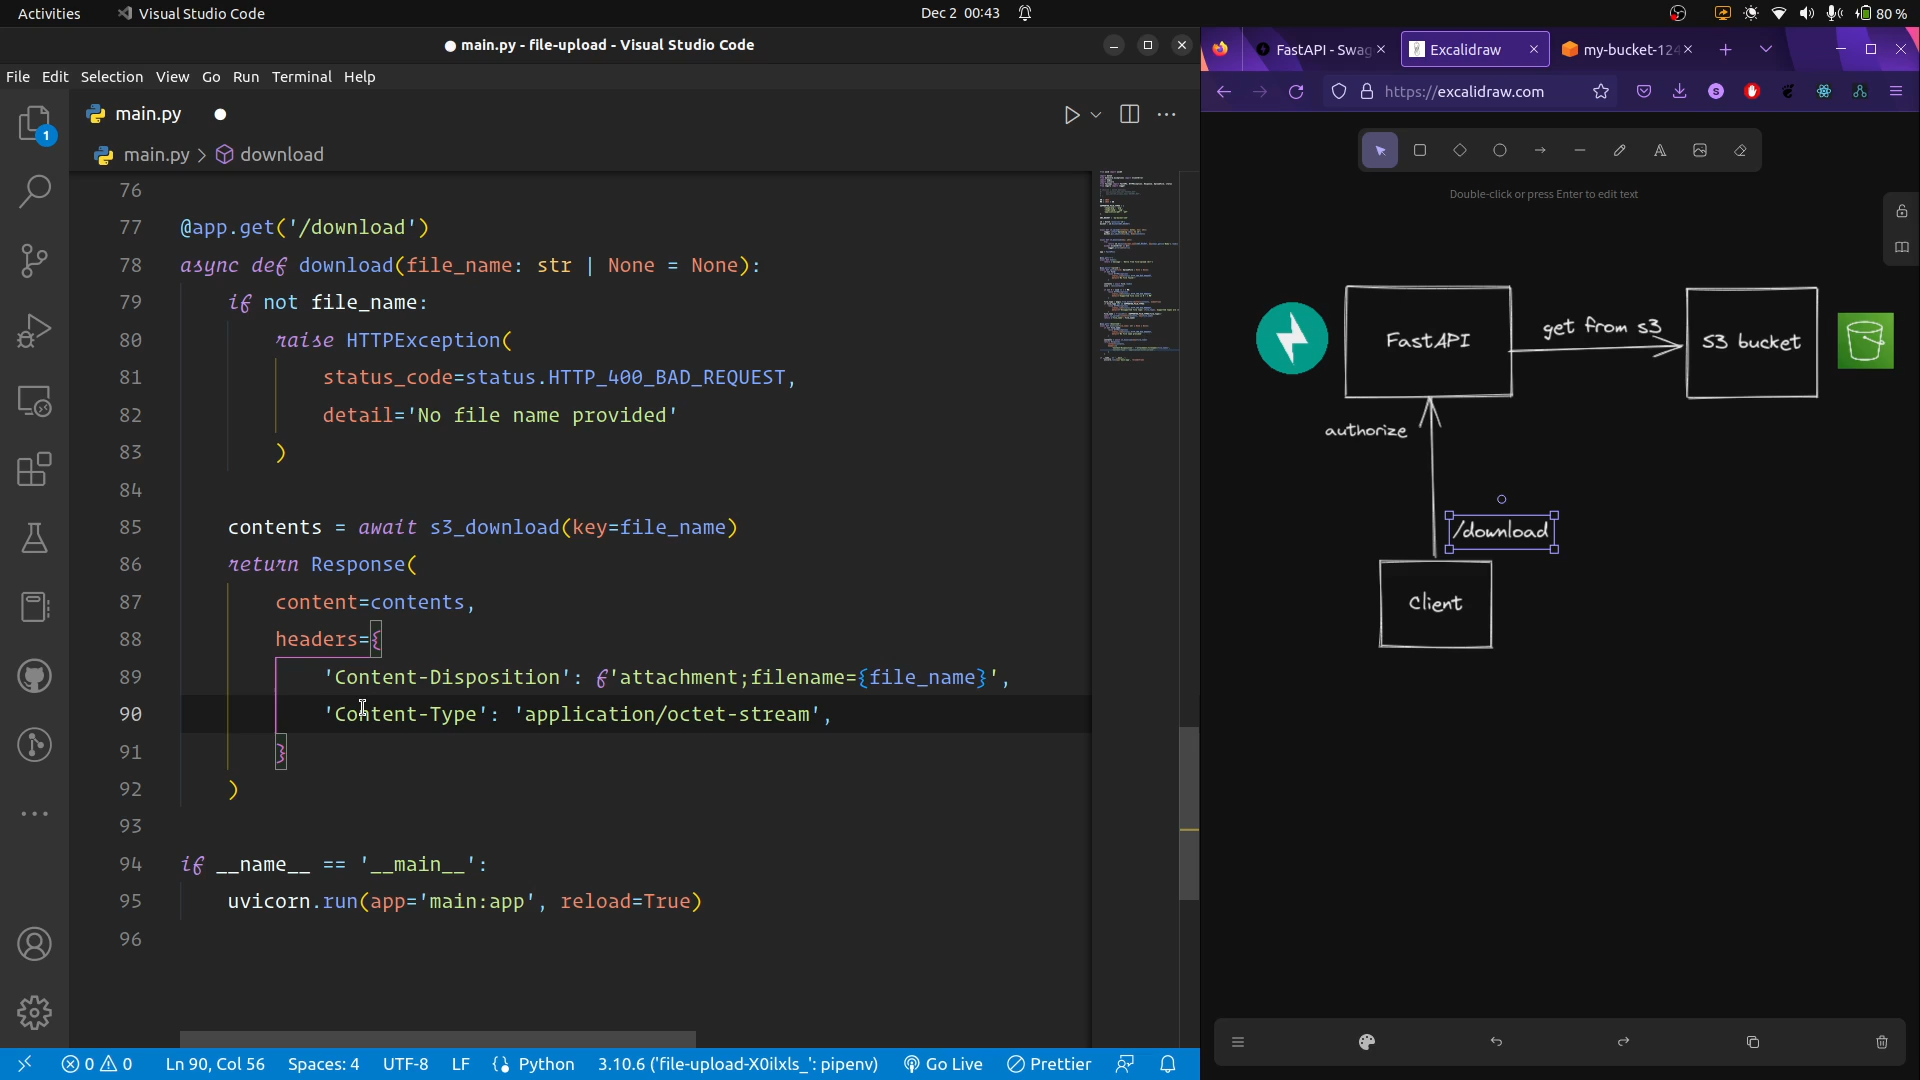 Activities
Visual Studio Code
Dec 2 00:43
80 %
main.py - file-upload - Visual Studio Code
File Edit Selection View Go Run Terminal Help
1
main.py
main.py > download
76
77 @app.get('/download')
78 async def download(file_name: str | None = None):
79 if not file_name:
80 raise HTTPException(
81 status_code=status.HTTP_400_BAD_REQUEST,
82 detail='No file name provided'
83 )
84
85 contents = await s3_download(key=file_name)
86 return Response(
87 content=contents,
88 headers={
89 'Content-Disposition': f'attachment;filename={file_name}',
90 'Content-Type': 'application/octet-stream',
91 }
92 )
93
94 if __name__ == '__main__':
95 uvicorn.run(app='main:app', reload=True)
96
0 0 Ln 90, Col 56 Spaces: 4 UTF-8 LF Python 3.10.6 ('file-upload-X0ilxls_': pipenv) Go Live Prettier
FastAPI - Swag
Excalidraw
my-bucket-124
https://excalidraw.com
Double-click or press Enter to edit text
FastAPI
get from s3
S3 bucket
authorize
/download
Client